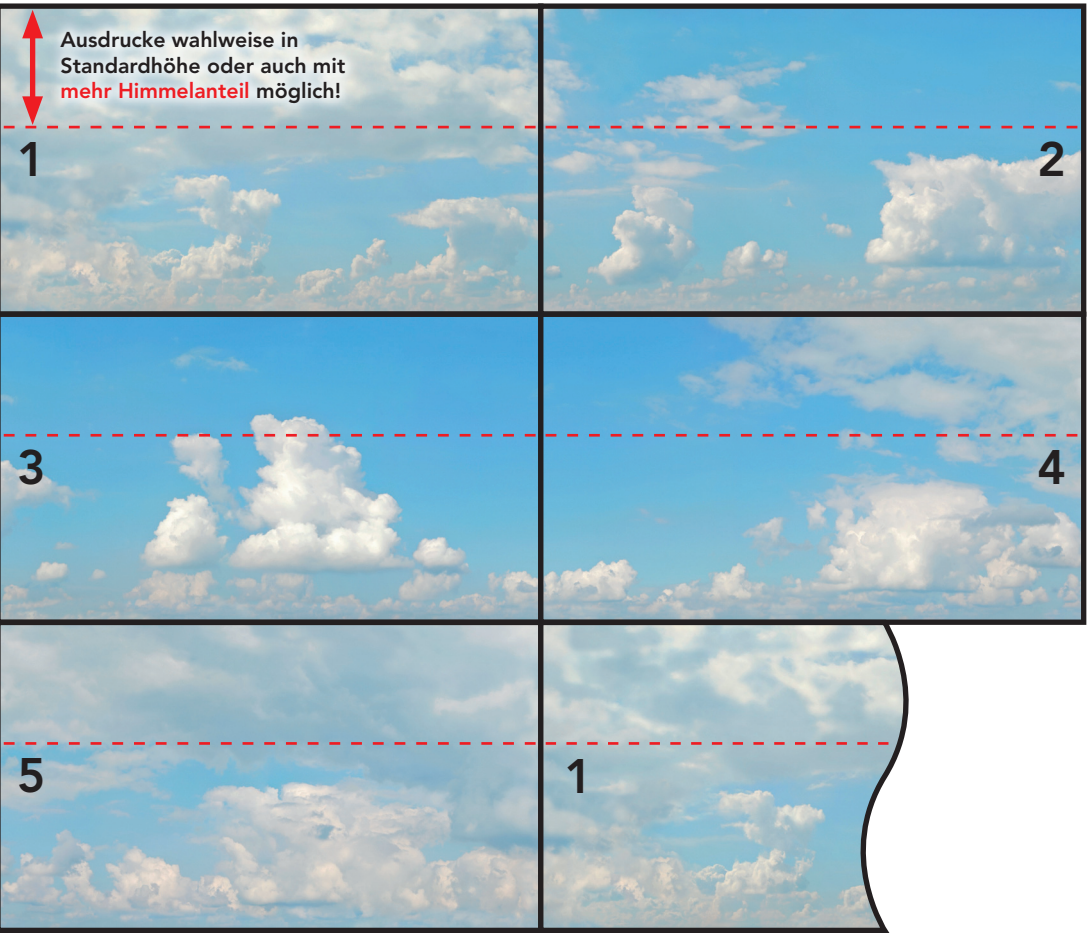 Ausdrucke wahlweise in
Standardhöhe oder auch mit
mehr Himmelanteil möglich!
1
2
3
4
5
1